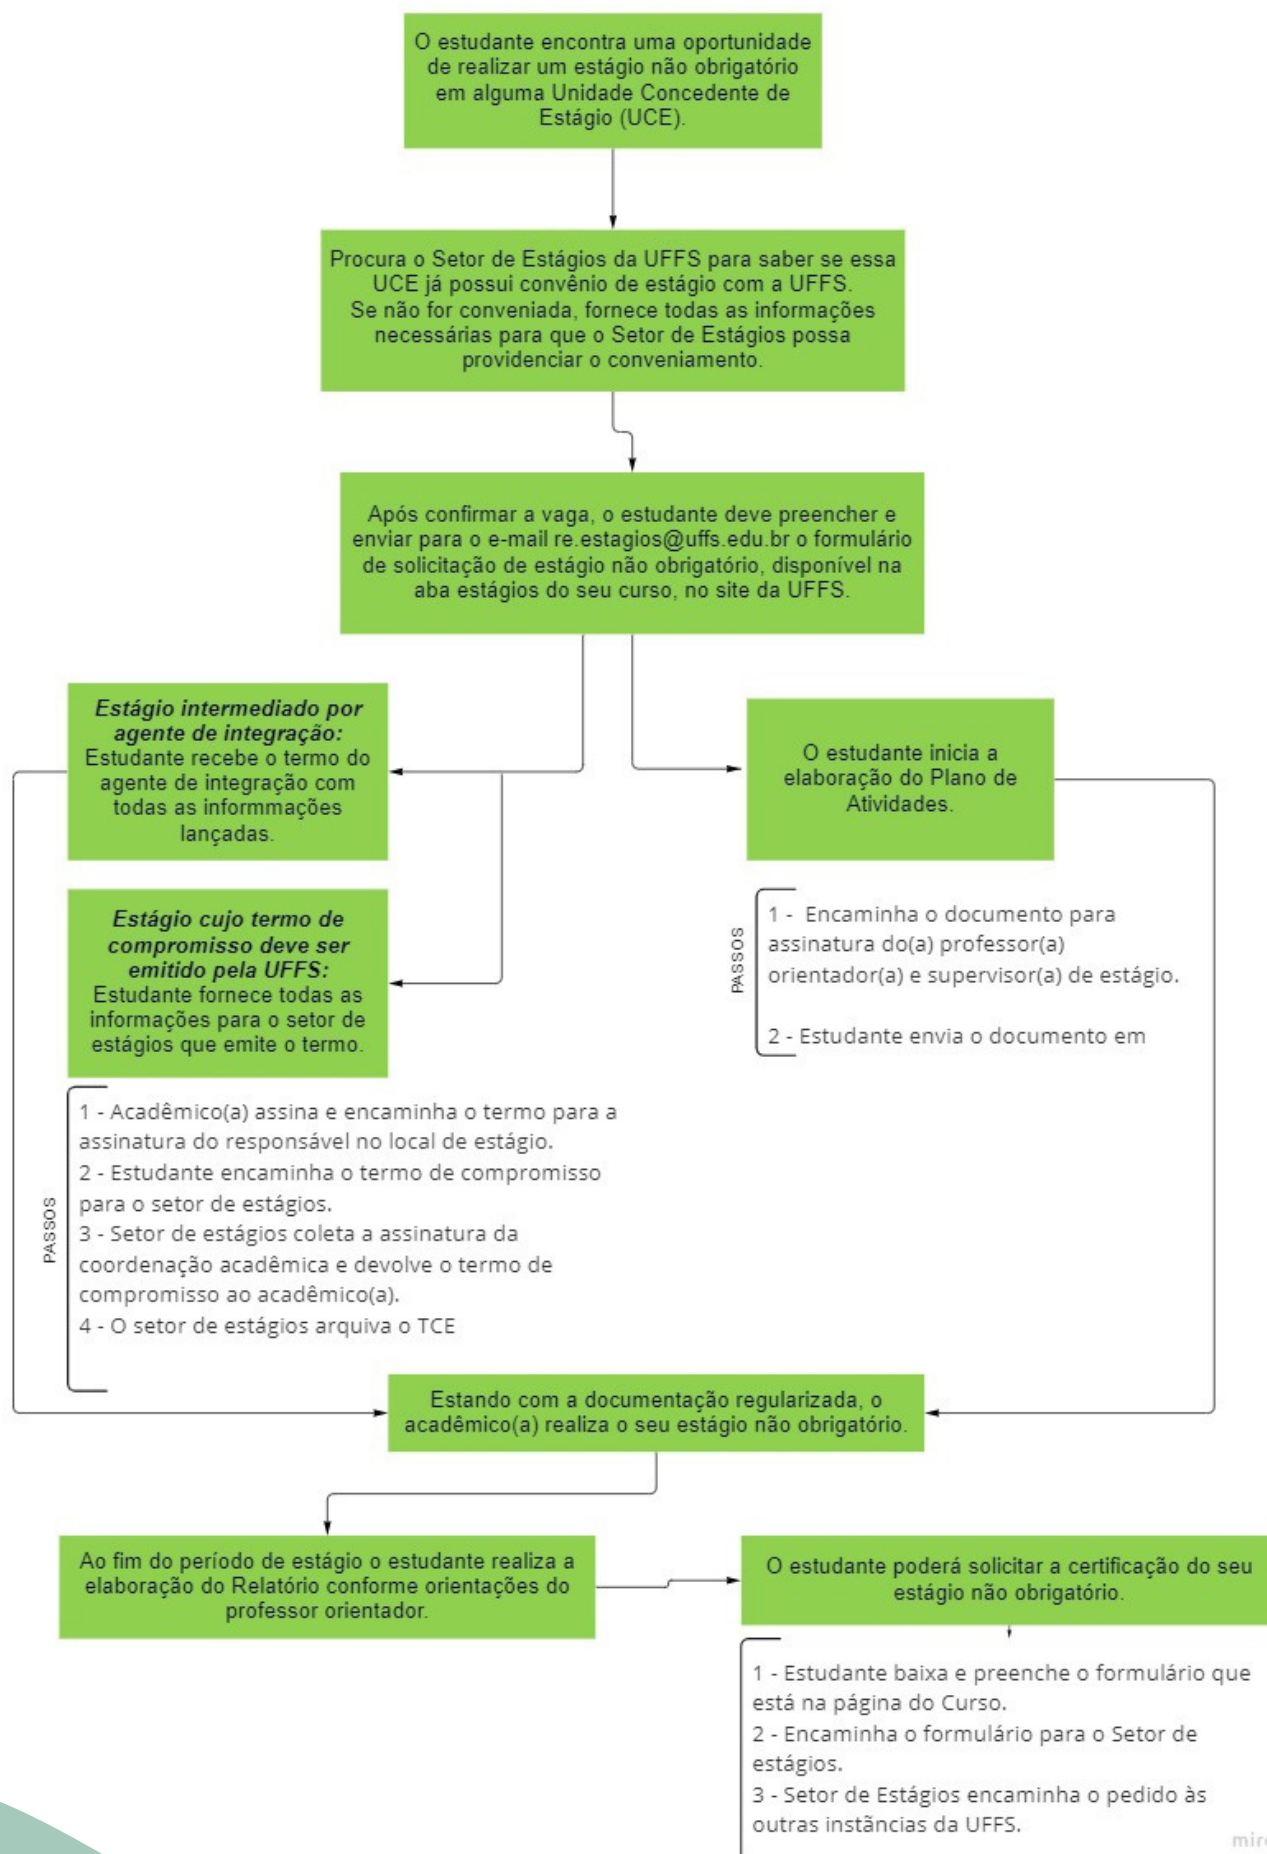 O estudante encontra uma oportunidade
de realizar um estágio não obrigatório
em alguma Unidade Concedente de
Estágio (UCE).
Procura o Setor de Estágios da UFFS para saber se essa
UCE já possui convênio de estágio com a UFFS.
Se não for conveniada, fornece todas as informações
necessárias para que o Setor de Estágios possa
providenciar o conveniamento.
Após confirmar a vaga, o estudante deve preencher e
enviar para o e-mail re.estagios@uffs.edu.br o formulário
de solicitação de estágio não obrigatório, disponível na
aba estágios do seu curso, no site da UFFS.
Estágio intermediado por
agente de integração:
Estudante recebe o termo do
agente de integração com
todas as informmações
lançadas.
Estágio cujo termo de
compromisso deve ser
emitido pela UFFS:
Estudante fornece todas as
informações para o setor de
estágios que emite o termo.
PASSOS
1 - Acadêmico(a) assina e encaminha o termo para a
assinatura do responsável no local de estágio.
2 - Estudante encaminha o termo de compromisso
para o setor de estágios.
3 - Setor de estágios coleta a assinatura da
coordenação acadêmica e devolve o termo de
compromisso ao acadêmico(a).
4 - O setor de estágios arquiva o TCE
O estudante inicia a
elaboração do Plano de
Atividades.
PASSOS
1 - Encaminha o documento para
assinatura do(a) professor(a)
orientador(a) e supervisor(a) de estágio.
2 - Estudante envia o documento em
Estando com a documentação regularizada, o
acadêmico(a) realiza o seu estágio não obrigatório.
Ao fim do período de estágio o estudante realiza a
elaboração do Relatório conforme orientações do
professor orientador.
O estudante poderá solicitar a certificação do seu
estágio não obrigatório.
1 - Estudante baixa e preenche o formulário que
está na página do Curso.
2 - Encaminha o formulário para o Setor de
estágios.
3 - Setor de Estágios encaminha o pedido às
outras instâncias da UFFS.